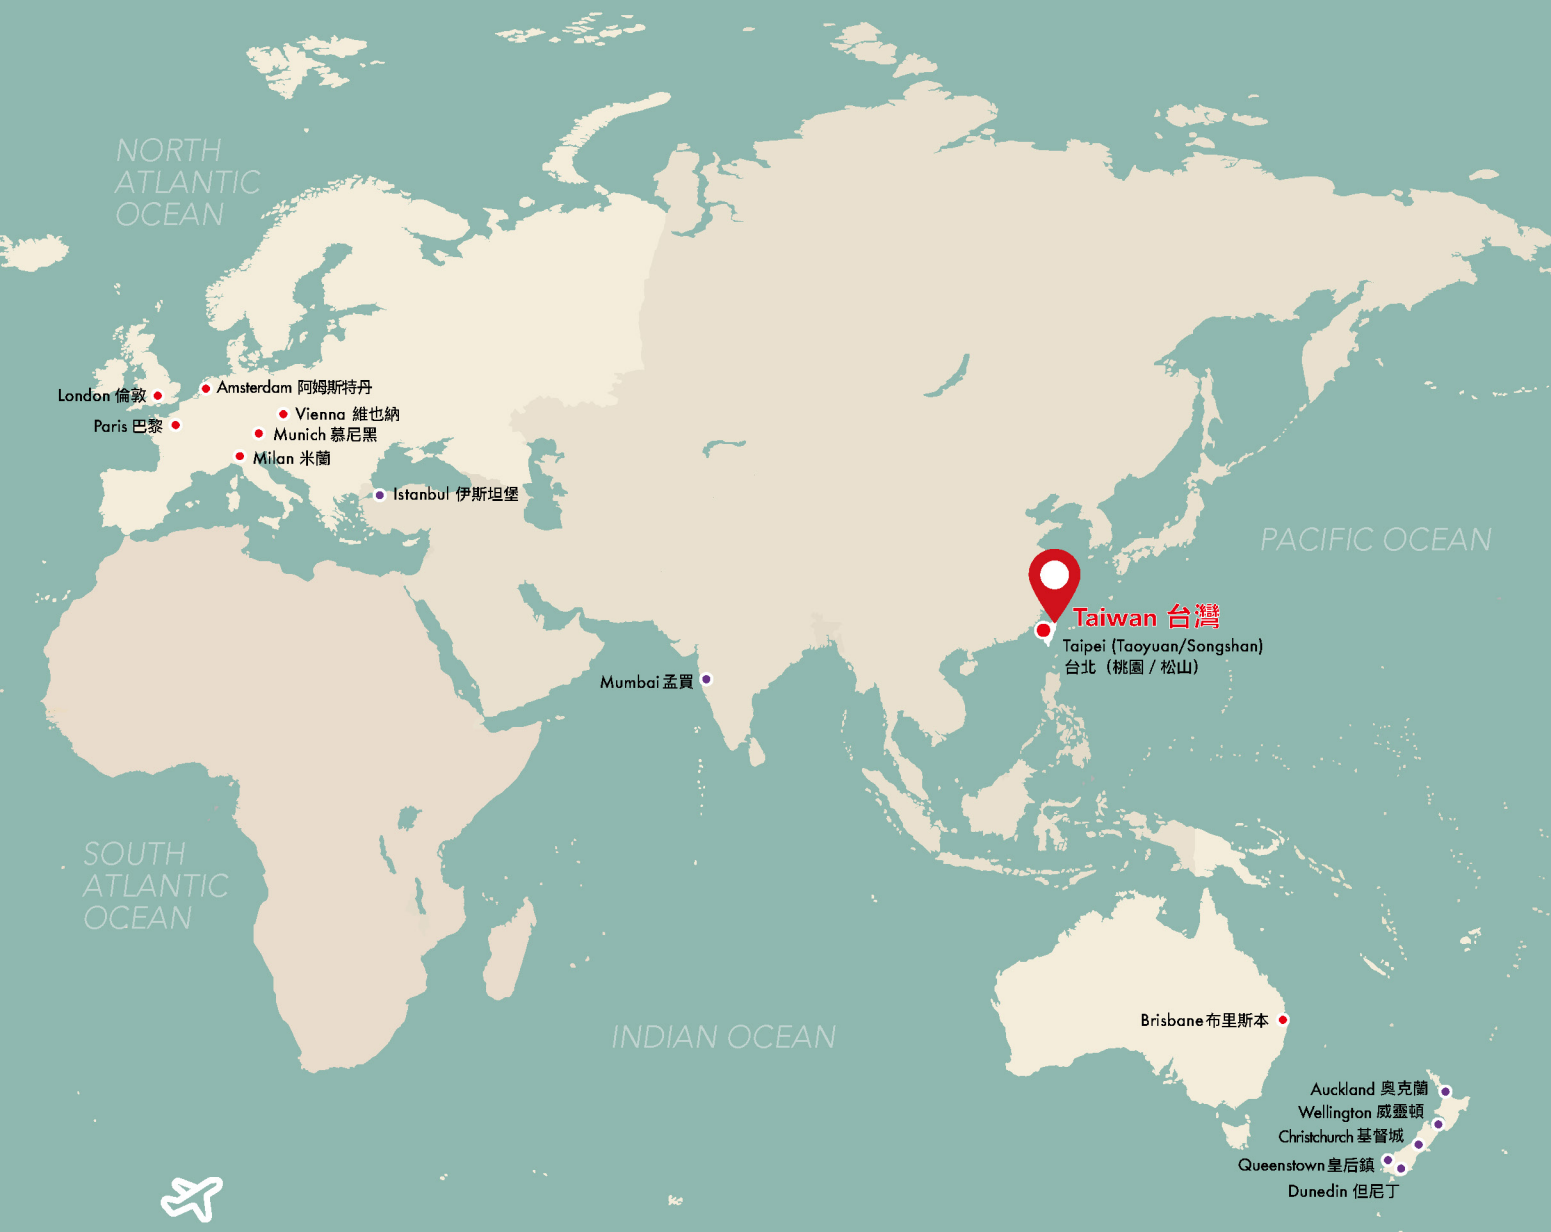 NORTH
ATLANTIC
OCEAN
London 倫敦
Amsterdam 阿姆斯特丹
Paris 巴黎
Vienna 維也納
Munich 慕尼黑
Milan 米蘭
Istanbul 伊斯坦堡
PACIFIC OCEAN
Taiwan 台灣
Taipei (Taoyuan/Songshan)
台北（桃園 / 松山）
Mumbai 孟買
SOUTH
ATLANTIC
OCEAN
INDIAN OCEAN
Brisbane 布里斯本
Auckland 奧克蘭
Wellington 威靈頓
Christchurch 基督城
Queenstown 皇后鎮
Dunedin 但尼丁